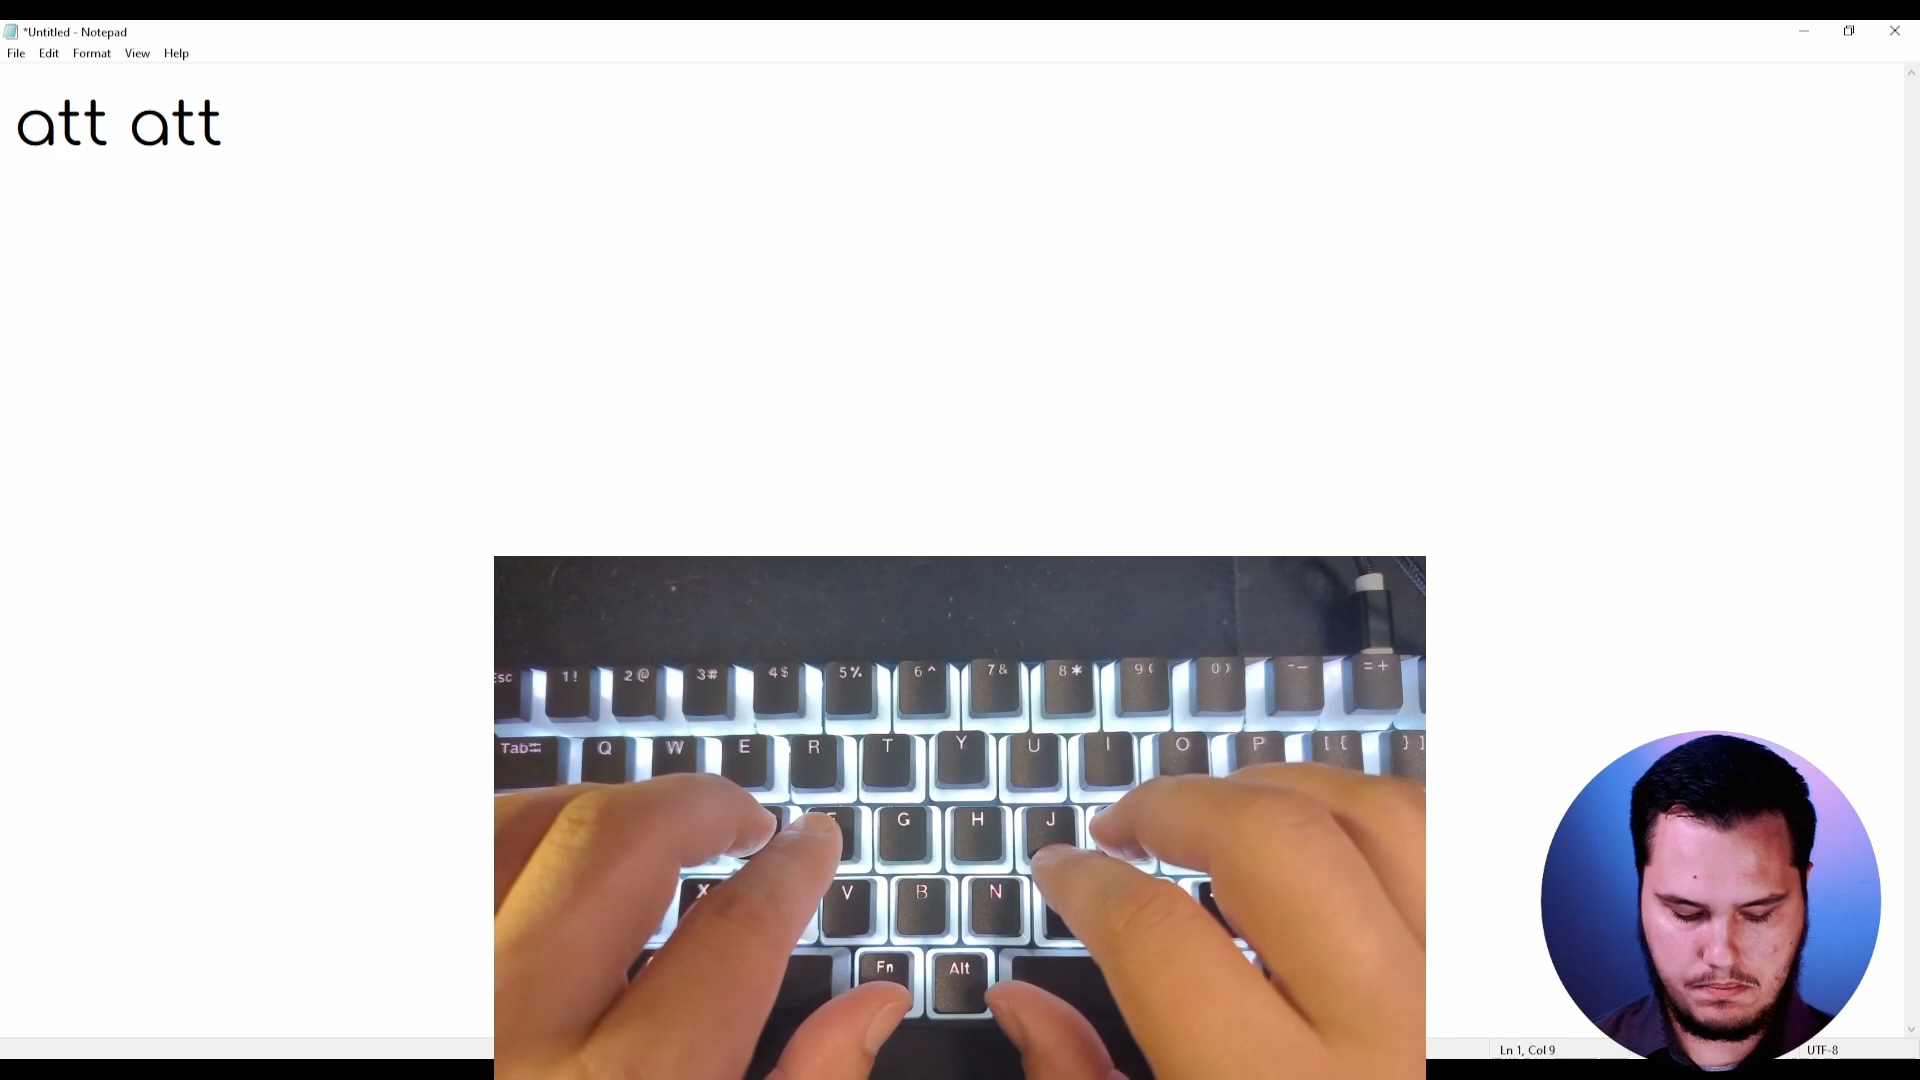 *Untitled - Notepad
File Edit Format View Help
att att
1! 2@ 3# 4$ 5% 6^ 7& 8* 9( 0) -_ =+
Tab Q W E R T Y U I O P [{ }]
F G H J
X V B N
Fn Alt
Ln 1, Col 9 UTF-8